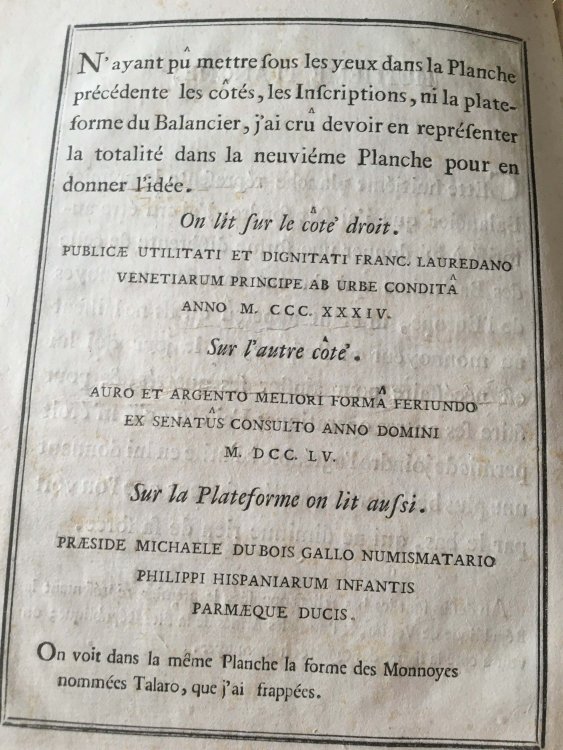 N'ayant pû mettre ſous les yeux dans la Planche
précédente les côtés, les Inſcriptions, ni la plate-
forme du Balancier, j'ai crû devoir en repréſenter
la totalité dans la neuviéme Planche pour en
donner l'idée.
On lit ſur le côté droit.
PUBLICÆ UTILITATI ET DIGNITATI FRANC. LAUREDANO
VENETIARUM PRINCIPE AB URBE CONDITÂ
ANNO M. CCC. XXXIV.
Sur l'autre côté.
AURO ET ARGENTO MELIORI FORMÂ FERIUNDO
EX SENATÛS CONSULTO ANNO DOMINI
M. DCC. LV.
Sur la Plateforme on lit auſſi.
PRÆSIDE MICHAELE DUBOIS GALLO NUMISMATARIO
PHILIPPI HISPANIARUM INFANTIS
PARMÆQUE DUCIS.
On voit dans la même Planche la forme des Monnoyes
nommées Talaro, que j'ai frappées.